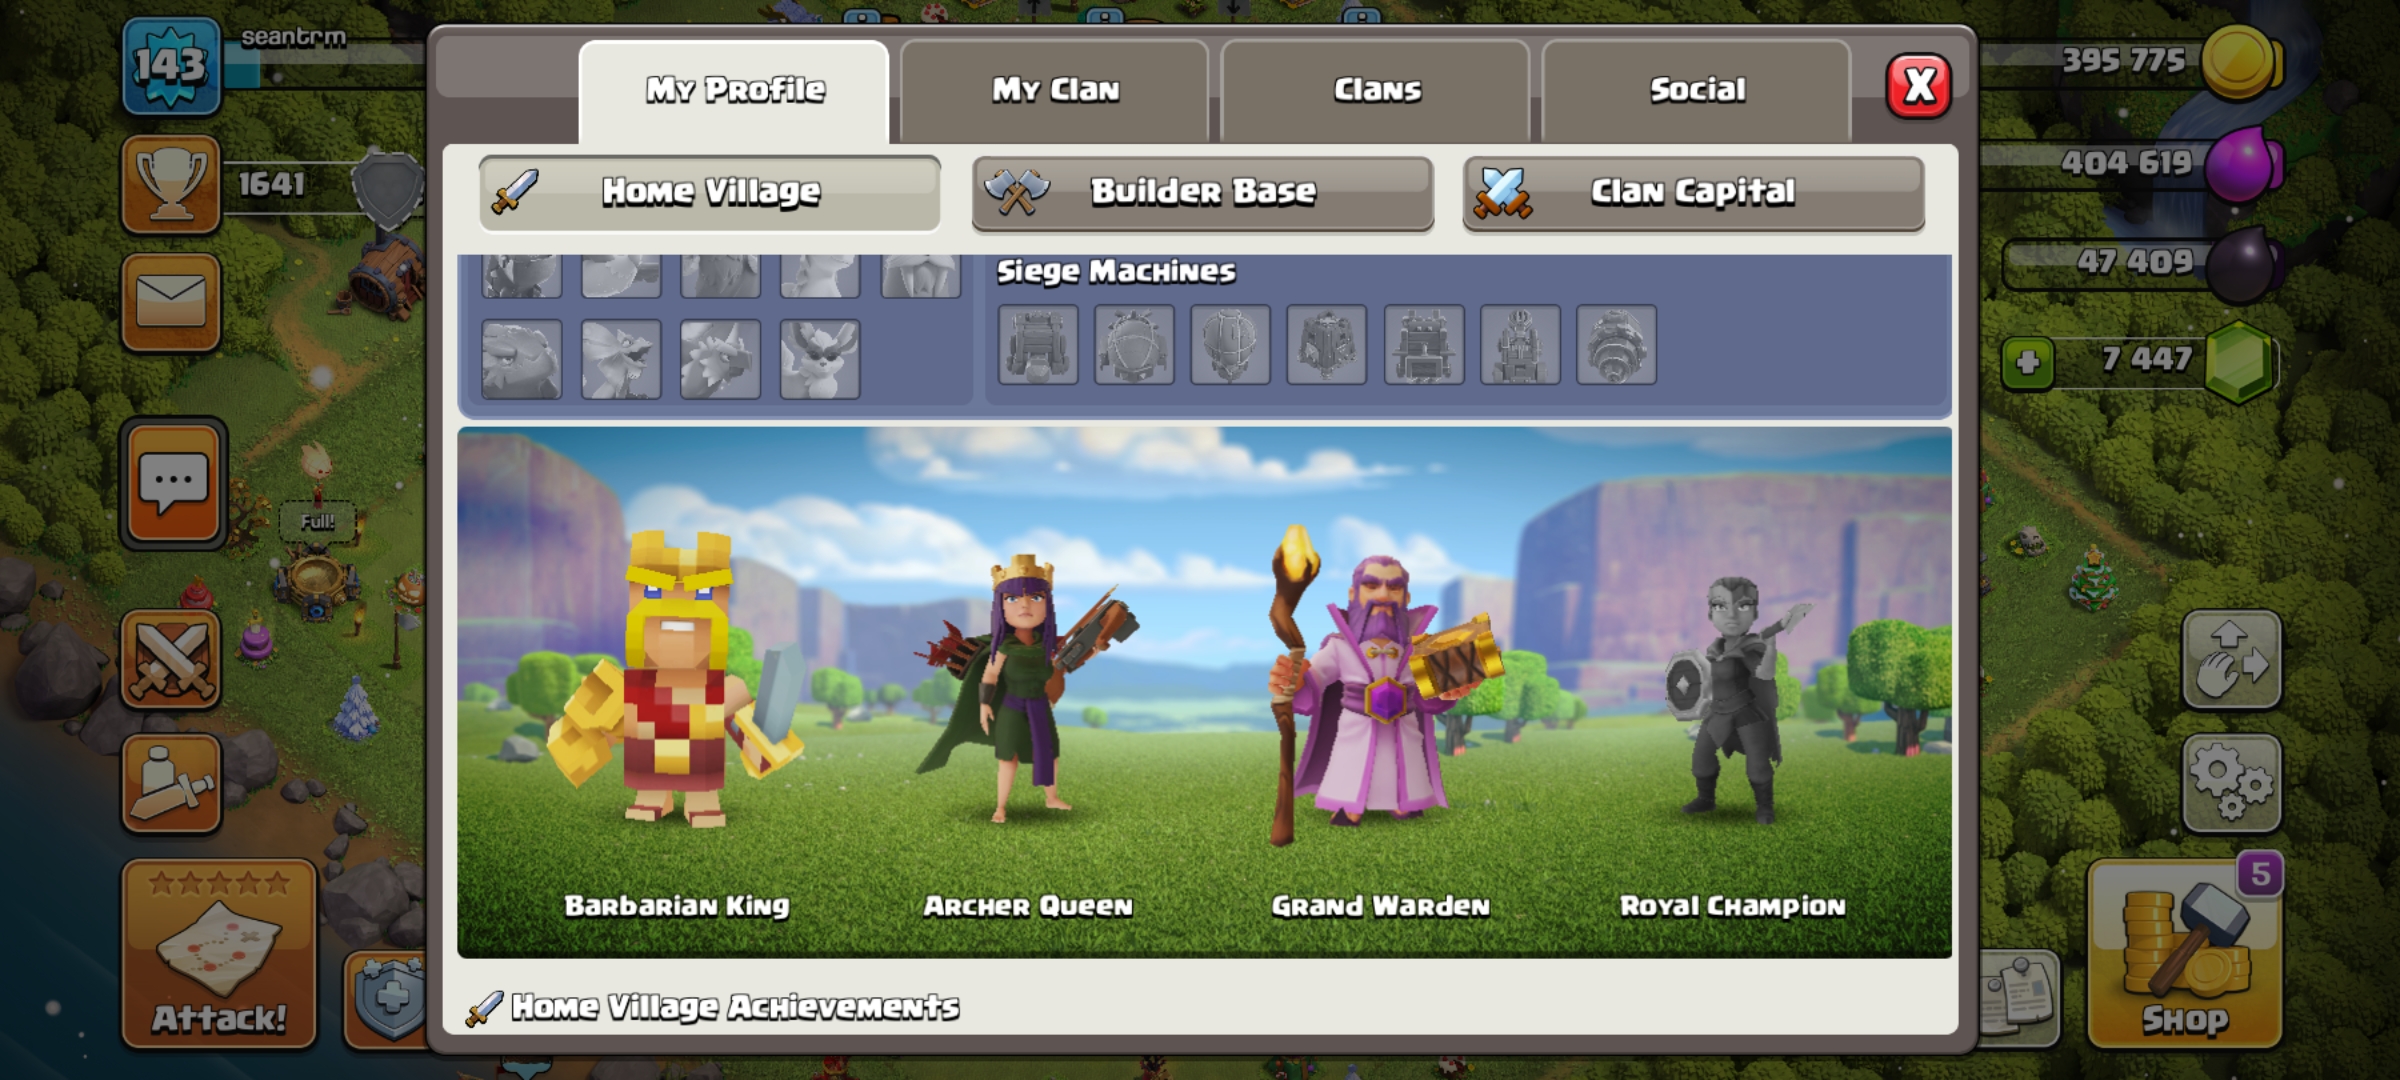 143
seantrm
My Profile
My Clan
Clans
Social
X
395 775
1641
Home Village
Builder Base
Clan Capital
404 619
Siege Machines
47 409
7 447
Full!
Barbarian King
Archer Queen
Grand Warden
Royal Champion
5
Attack!
Home Village Achievements
Shop